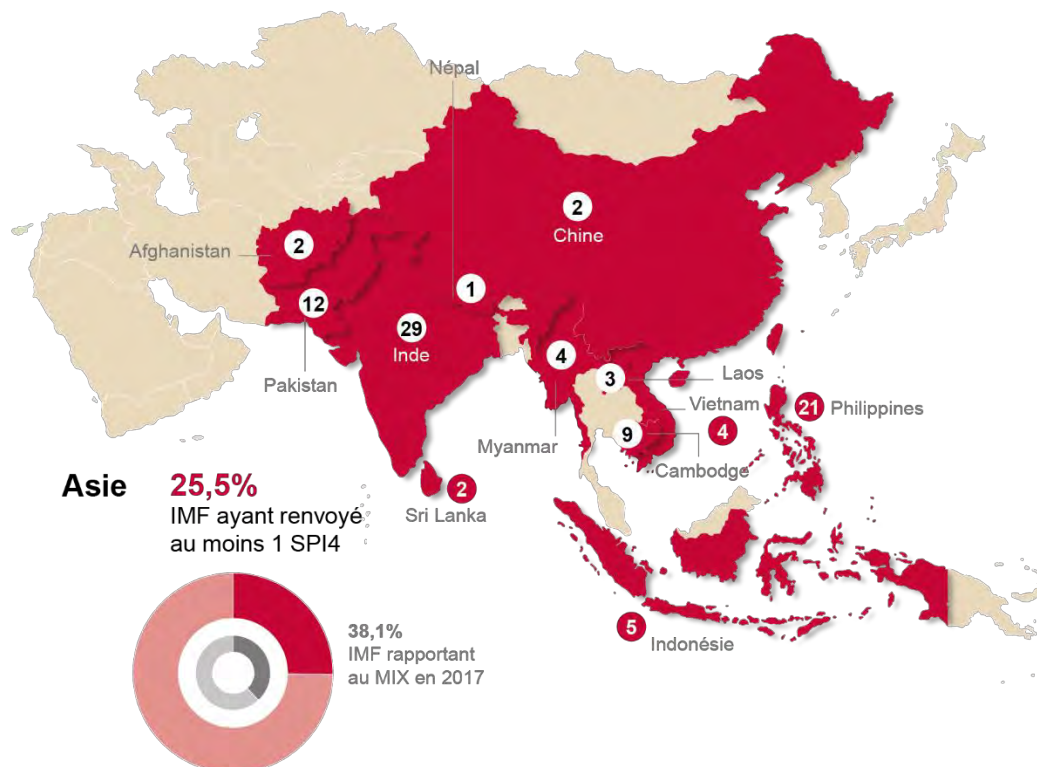 Népal
2
Chine
2
Afghanistan
1
12
29
Inde
Pakistan
4
3
Laos
Vietnam
21 Philippines
4
9
Myanmar
Cambodge
Asie
25,5%
IMF ayant renvoyé
au moins 1 SPI4
2
Sri Lanka
5
Indonésie
38,1%
IMF rapportant
au MIX en 2017